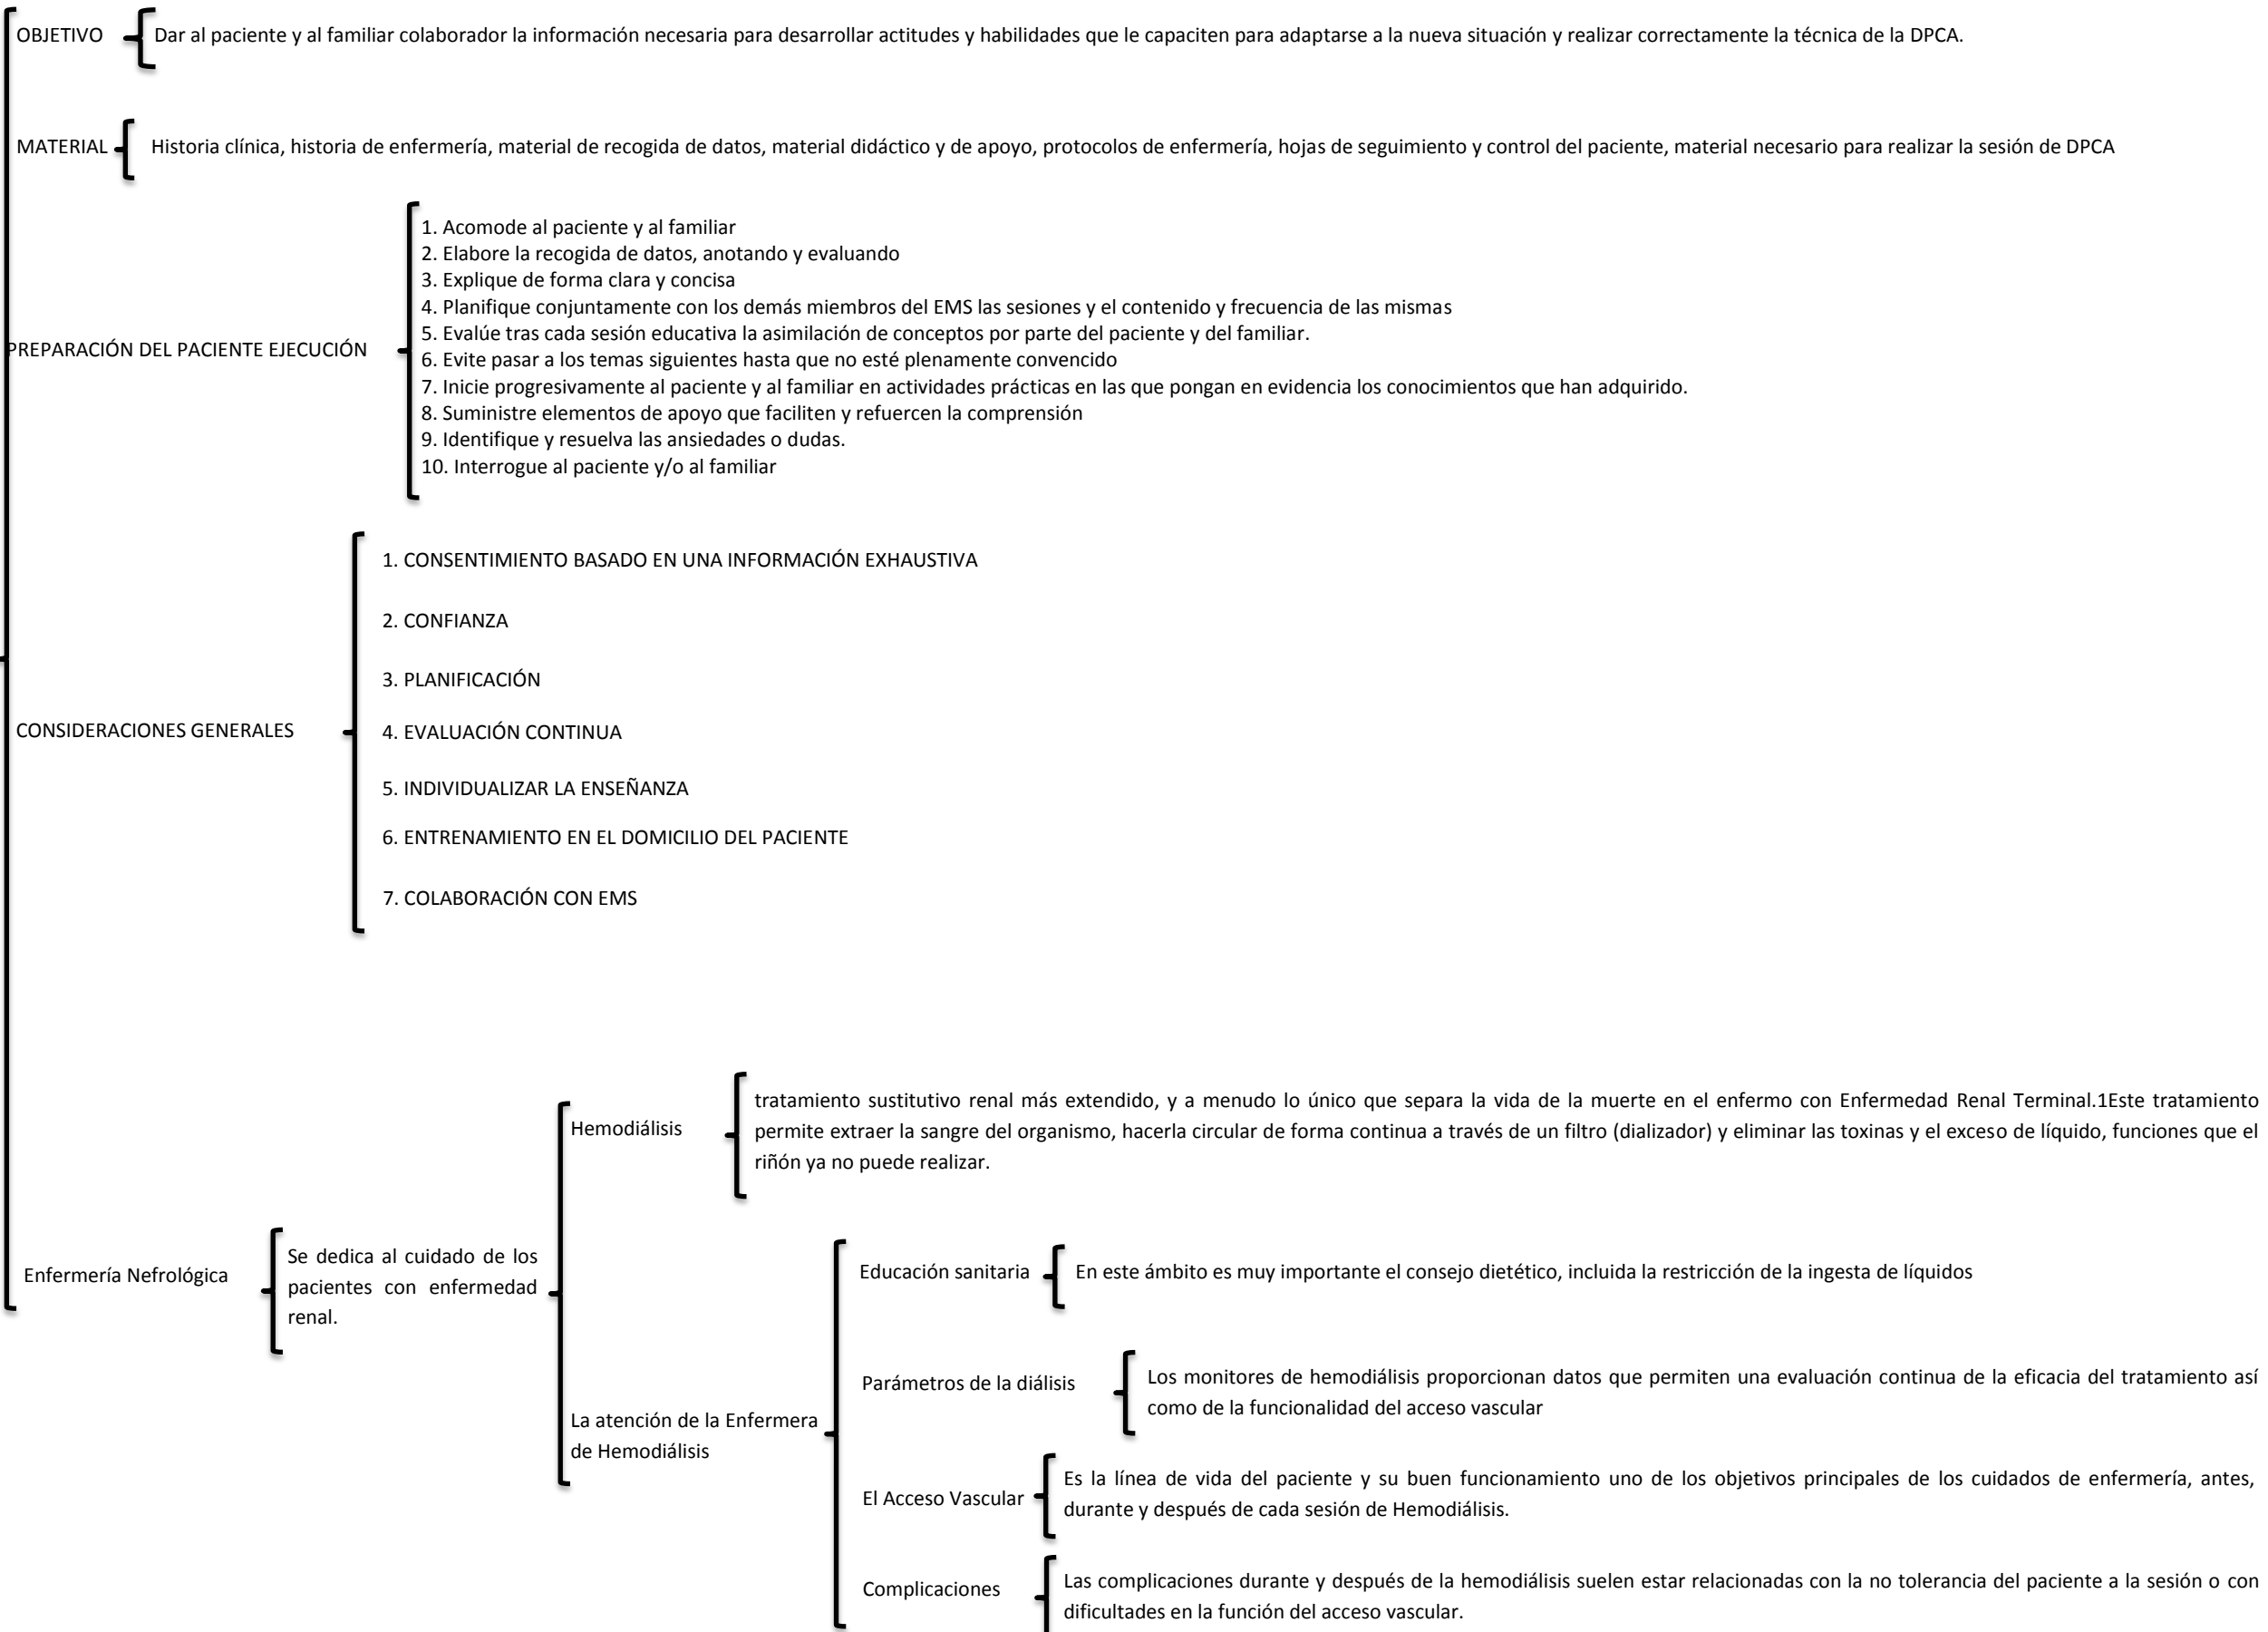 OBJETIVO
Dar al paciente y al familiar colaborador la información necesaria para desarrollar actitudes y habilidades que le capaciten para adaptarse a la nueva situación y realizar correctamente la técnica de la DPCA.
MATERIAL
Historia clínica, historia de enfermería, material de recogida de datos, material didáctico y de apoyo, protocolos de enfermería, hojas de seguimiento y control del paciente, material necesario para realizar la sesión de DPCA
PREPARACIÓN DEL PACIENTE EJECUCIÓN
1. Acomode al paciente y al familiar
2. Elabore la recogida de datos, anotando y evaluando
3. Explique de forma clara y concisa
4. Planifique conjuntamente con los demás miembros del EMS las sesiones y el contenido y frecuencia de las mismas
5. Evalúe tras cada sesión educativa la asimilación de conceptos por parte del paciente y del familiar.
6. Evite pasar a los temas siguientes hasta que no esté plenamente convencido
7. Inicie progresivamente al paciente y al familiar en actividades prácticas en las que pongan en evidencia los conocimientos que han adquirido.
8. Suministre elementos de apoyo que faciliten y refuercen la comprensión
9. Identifique y resuelva las ansiedades o dudas.
10. Interrogue al paciente y/o al familiar
CONSIDERACIONES GENERALES
1. CONSENTIMIENTO BASADO EN UNA INFORMACIÓN EXHAUSTIVA
2. CONFIANZA
3. PLANIFICACIÓN
4. EVALUACIÓN CONTINUA
5. INDIVIDUALIZAR LA ENSEÑANZA
6. ENTRENAMIENTO EN EL DOMICILIO DEL PACIENTE
7. COLABORACIÓN CON EMS
Enfermería Nefrológica
Se dedica al cuidado de los
pacientes con enfermedad
renal.
Hemodiálisis
tratamiento sustitutivo renal más extendido, y a menudo lo único que separa la vida de la muerte en el enfermo con Enfermedad Renal Terminal.1Este tratamiento
permite extraer la sangre del organismo, hacerla circular de forma continua a través de un filtro (dializador) y eliminar las toxinas y el exceso de líquido, funciones que el
riñón ya no puede realizar.
La atención de la Enfermera
de Hemodiálisis
Educación sanitaria
En este ámbito es muy importante el consejo dietético, incluida la restricción de la ingesta de líquidos
Parámetros de la diálisis
Los monitores de hemodiálisis proporcionan datos que permiten una evaluación continua de la eficacia del tratamiento así
como de la funcionalidad del acceso vascular
El Acceso Vascular
Es la línea de vida del paciente y su buen funcionamiento uno de los objetivos principales de los cuidados de enfermería, antes,
durante y después de cada sesión de Hemodiálisis.
Complicaciones
Las complicaciones durante y después de la hemodiálisis suelen estar relacionadas con la no tolerancia del paciente a la sesión o con
dificultades en la función del acceso vascular.